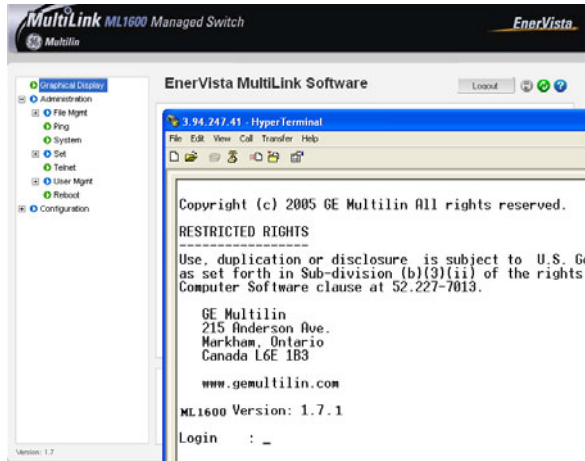 MultiLink ML1600 Managed Switch
Multilin
EnerVista
Graphical Display
Administration
File Mgmt
Ping
System
Set
Telnet
User Mgmt
Reboot
Configuration
Version: 1.7
EnerVista MultiLink Software
Logout
3.94.247.41 - HyperTerminal
File Edit View Call Transfer Help
Copyright (c) 2005 GE Multilin All rights reserved.
RESTRICTED RIGHTS
-----------------
Use, duplication or disclosure is subject to U.S. Go
as set forth in Sub-division (b)(3)(ii) of the rights
Computer Software clause at 52.227-7013.
GE Multilin
215 Anderson Ave.
Markham, Ontario
Canada L6E 1B3
www.gemultilin.com
ML1600 Version: 1.7.1
Login : _